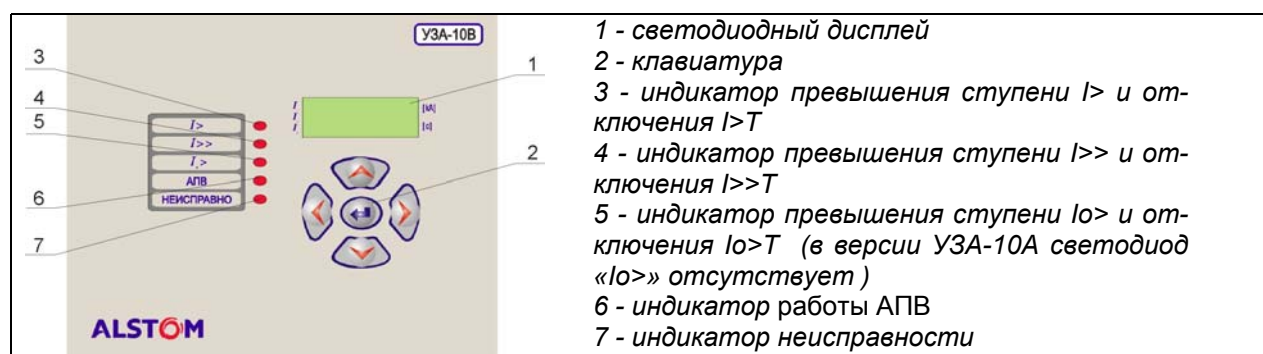 УЗА-10В
3
1
4
5
I
I
I
[kA]
[c]
I>
I>>
I >
2
АПВ
6
НЕИСПРАВНО
7
ALSTOM
1 - светодиодный дисплей
2 - клавиатура
3 - индикатор превышения ступени I> и от-
ключения I>T
4 - индикатор превышения ступени I>> и от-
ключения I>>T
5 - индикатор превышения ступени Io> и от-
ключения Io>T (в версии УЗА-10А светодиод
«Io>» отсутствует )
6 - индикатор работы АПВ
7 - индикатор неисправности